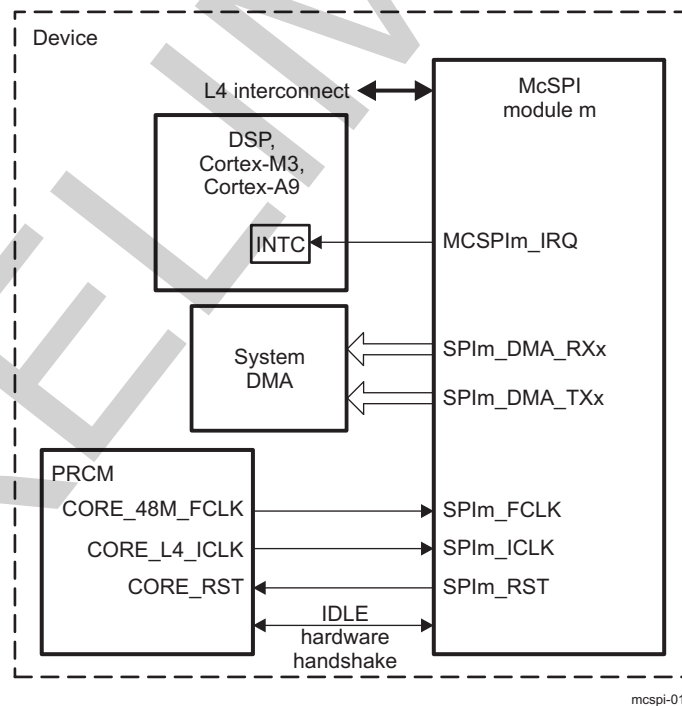 Device
L4 interconnect
McSPI
module m
DSP,
Cortex-M3,
Cortex-A9
INTC
MCSPIm_IRQ
System
DMA
SPIm_DMA_RXx
SPIm_DMA_TXx
PRCM
CORE_48M_FCLK
SPIm_FCLK
CORE_L4_ICLK
SPIm_ICLK
CORE_RST
SPIm_RST
IDLE
hardware
handshake
mcspi-01